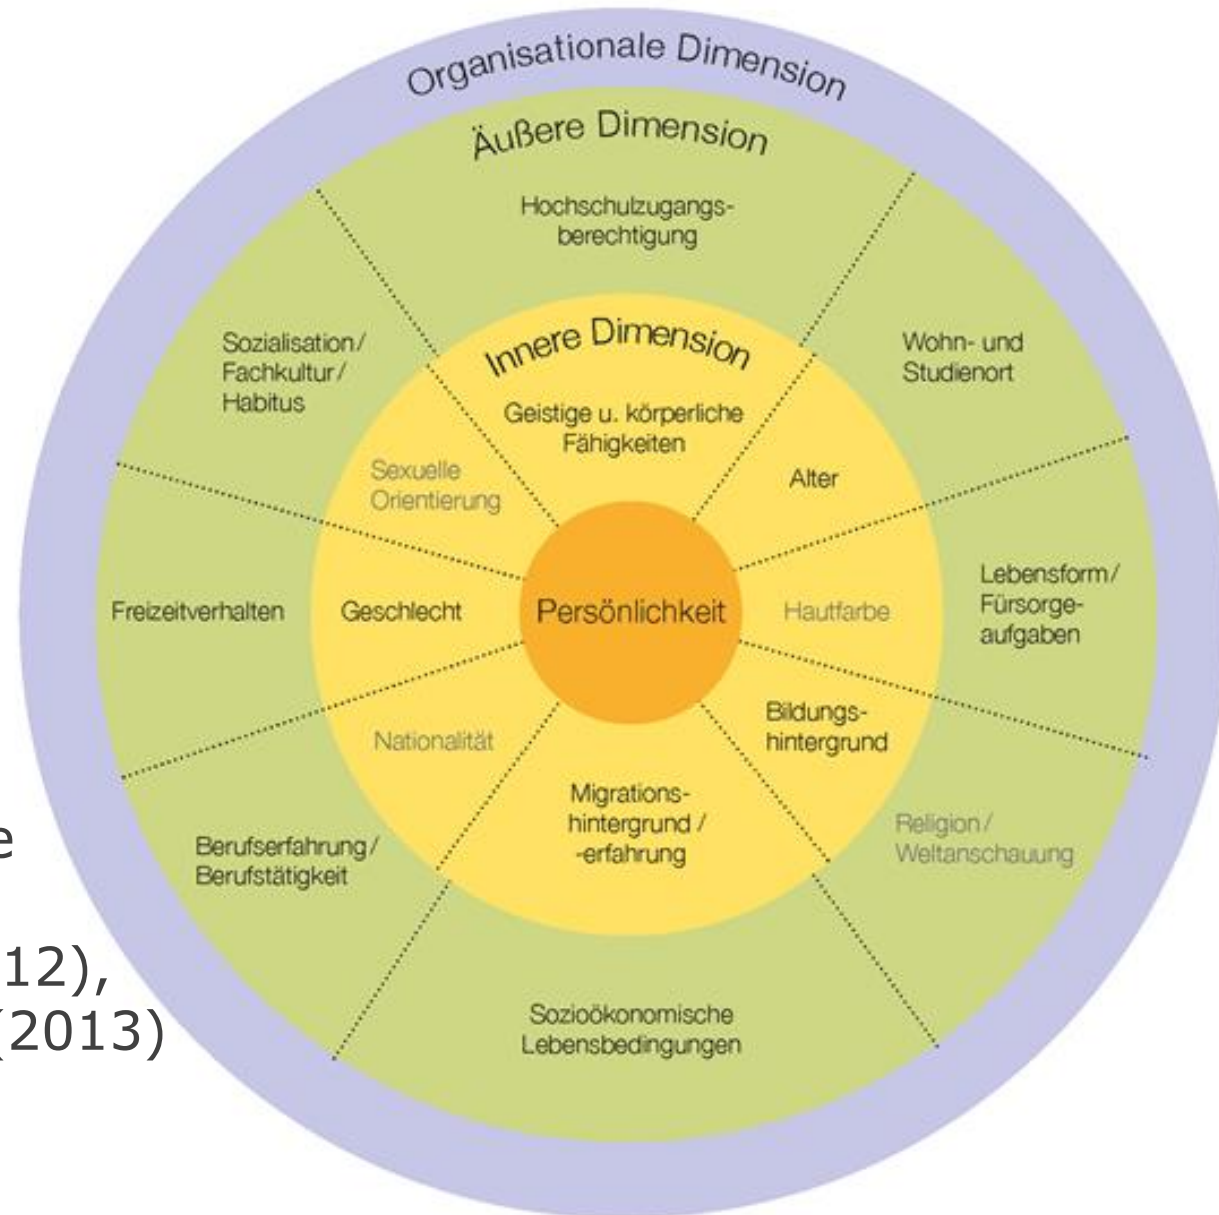 Organisationale Dimension
Äußere Dimension
Hochschulzugangs-
berechtigung
Innere Dimension
Geistige u. körperliche
Fähigkeiten
Sozialisation /
Fachkultur /
Habitus
Wohn- und
Studienort
Sexuelle
Orientierung
Alter
Freizeitverhalten
Geschlecht
Persönlichkeit
Hautfarbe
Lebensform /
Fürsorge-
aufgaben
Nationalität
Bildungs-
hintergrund
Migrations-
hintergrund /
-erfahrung
Berufserfahrung /
Berufstätigkeit
Religion /
Weltanschauung
Sozioökonomische
Lebensbedingungen
e
12),
(2013)